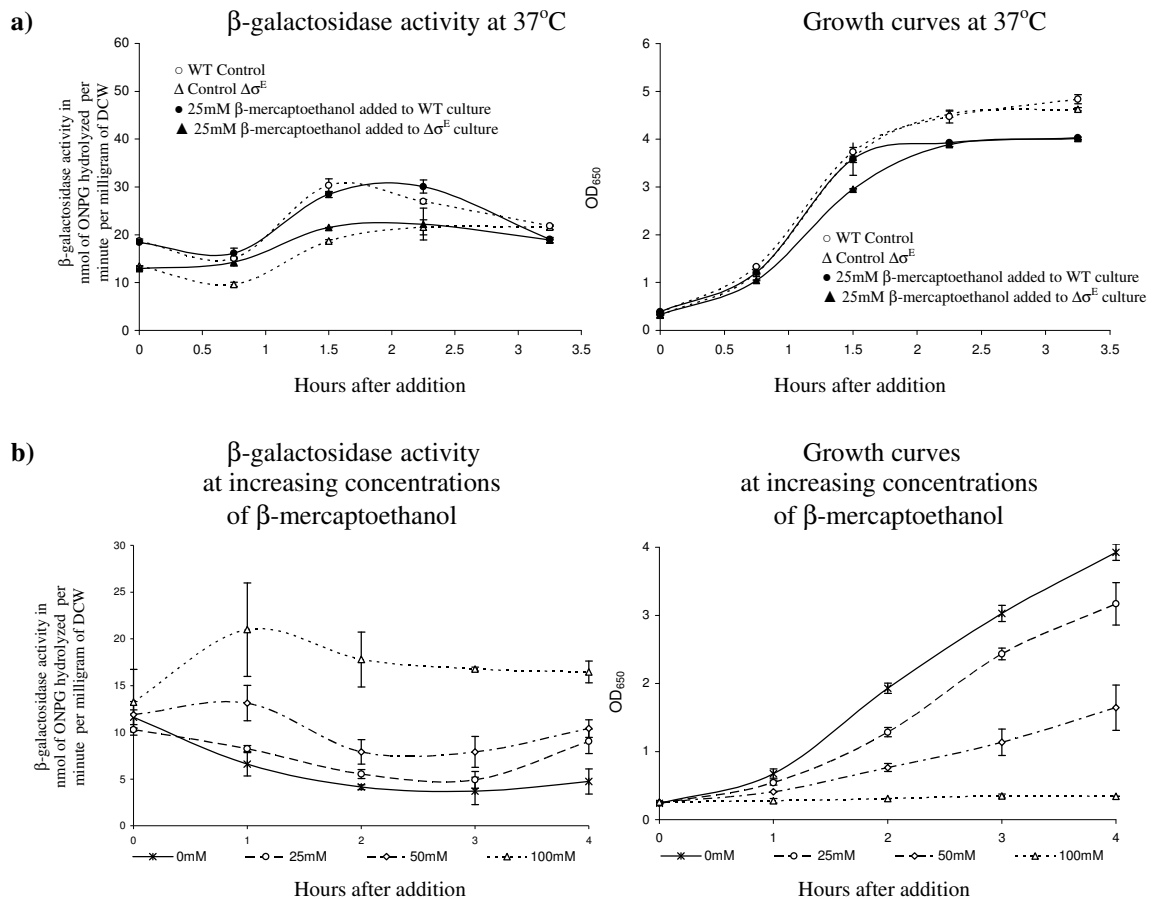 a)
β-galactosidase activity at 37°C
β-galactosidase activity in
nmol of ONPG hydrolyzed per
minute per milligram of DCW
60
50
40
30
20
10
0
○ WT Control
Δ Control Δσᴱ
● 25mM β-mercaptoethanol added to WT culture
▲ 25mM β-mercaptoethanol added to Δσᴱ culture
0 0.5 1 1.5 2 2.5 3 3.5
Hours after addition
Growth curves at 37°C
OD₆₅₀
6
5
4
3
2
1
0
○ WT Control
Δ Control Δσᴱ
● 25mM β-mercaptoethanol added to WT culture
▲ 25mM β-mercaptoethanol added to Δσᴱ culture
0 0.5 1 1.5 2 2.5 3 3.5
Hours after addition
b)
β-galactosidase activity
at increasing concentrations
of β-mercaptoethanol
β-galactosidase activity in
nmol of ONPG hydrolyzed per
minute per milligram of DCW
30
25
20
15
10
5
0
0 1 2 3 4
0mM 25mM 50mM 100mM
Hours after addition
Growth curves
at increasing concentrations
of β-mercaptoethanol
OD₆₅₀
4
3
2
1
0
0 1 2 3 4
0mM 25mM 50mM 100mM
Hours after addition